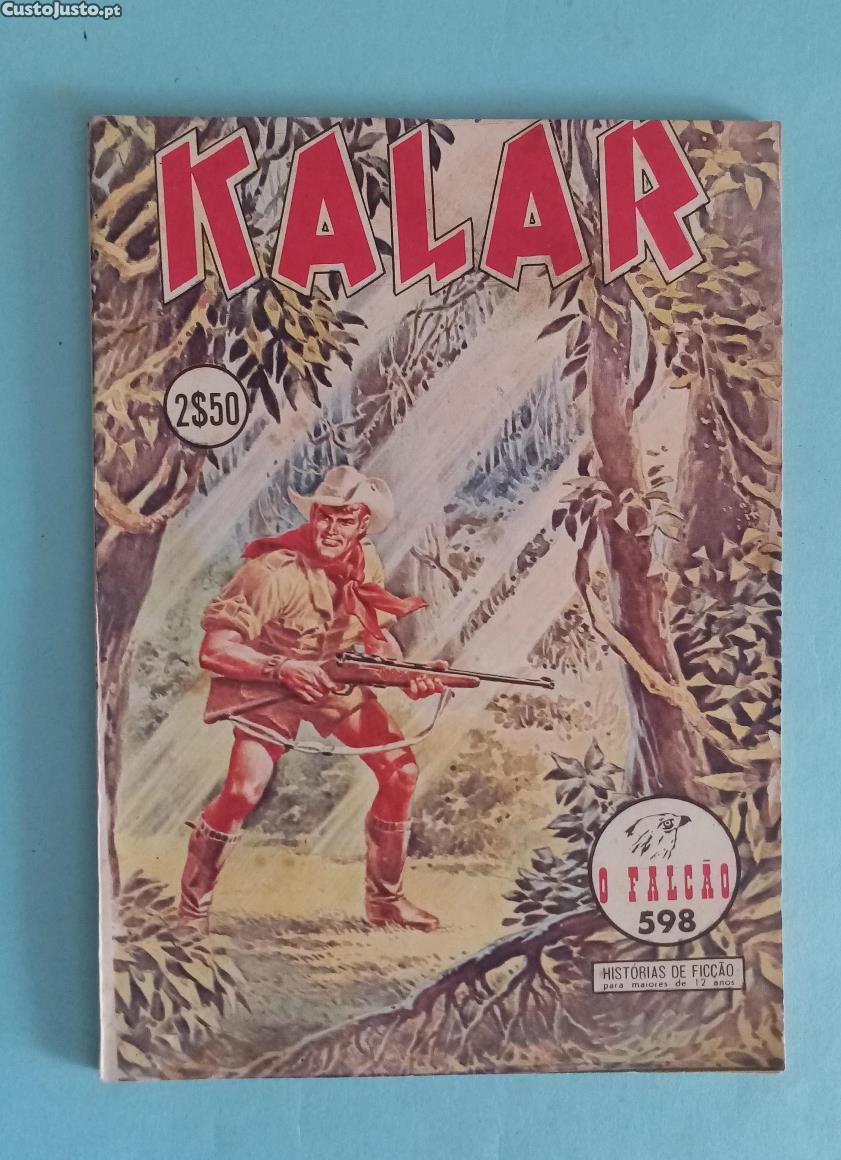 CustoJusto.pt
KALAR
2$50
O FALCÃO
598
HISTÓRIAS DE FICÇÃO
para maiores de 12 anos